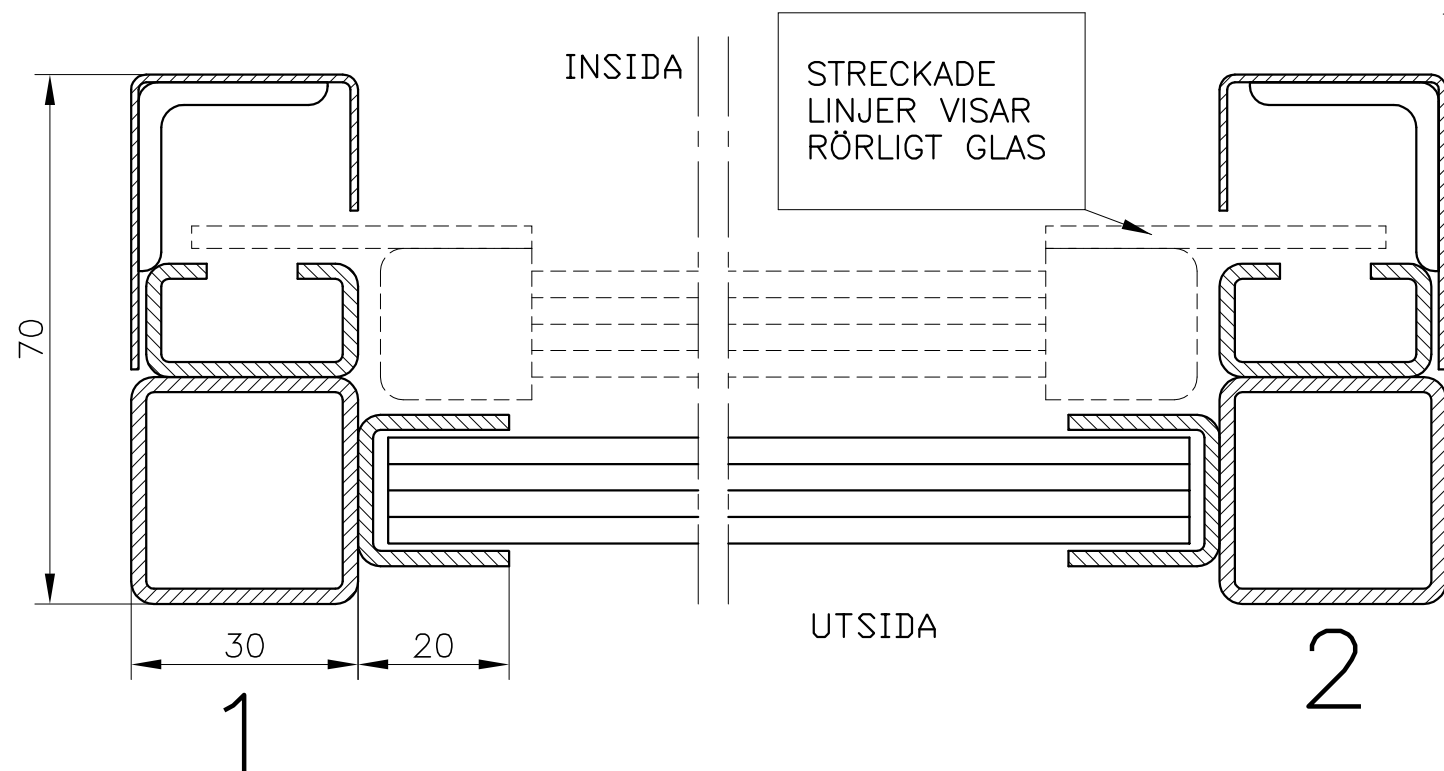 INSIDA
STRECKADE
LINJER VISAR
RÖRLIGT GLAS
70
UTSIDA
30
20
1
2